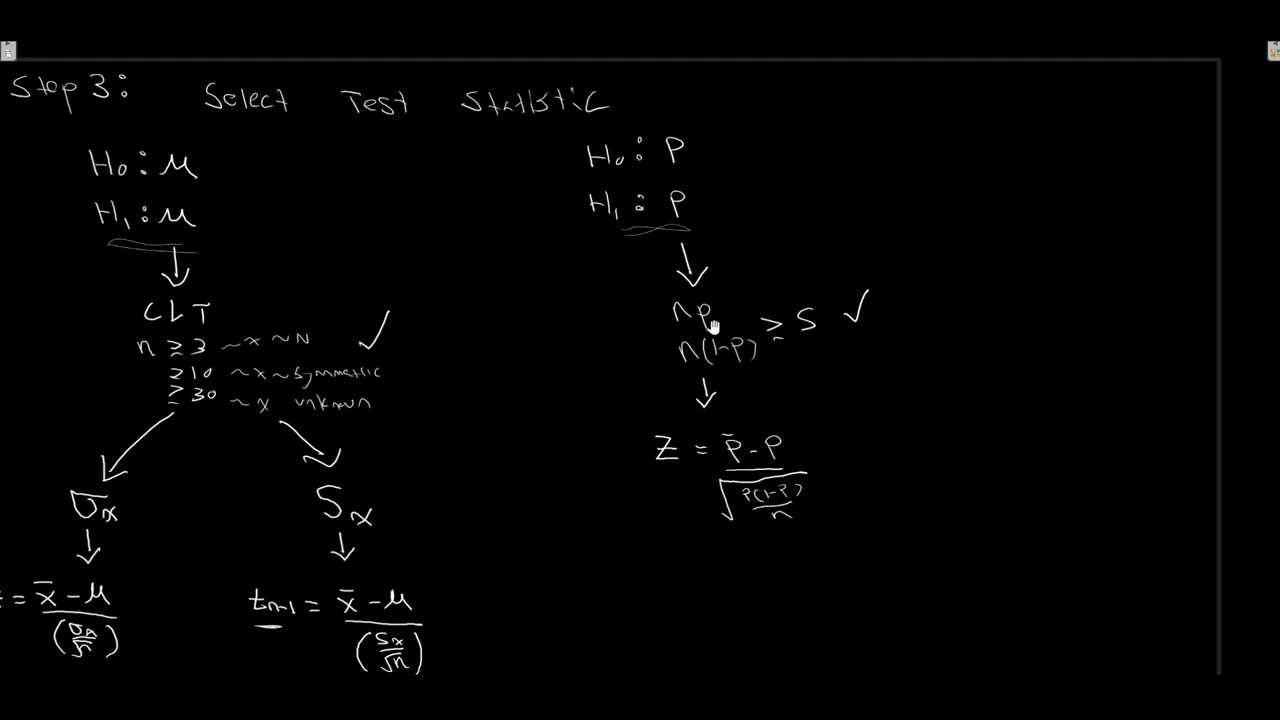 Step 3: Select Test Statistic
H₀ : μ
H₁ : μ
CLT
n ≥ 3 ~ x ~ N
≥ 10 ~ x ~ Symmetric
≥ 30 ~ x unknown
σx
Sx
= x̄ - μ / (σx/√n)
tn-1 = x̄ - μ / (Sx/√n)
H₀ : P
H₁ : P
np
n(1-p) ≥ 5
Z = p̄ - p / √(P(1-P)/n)